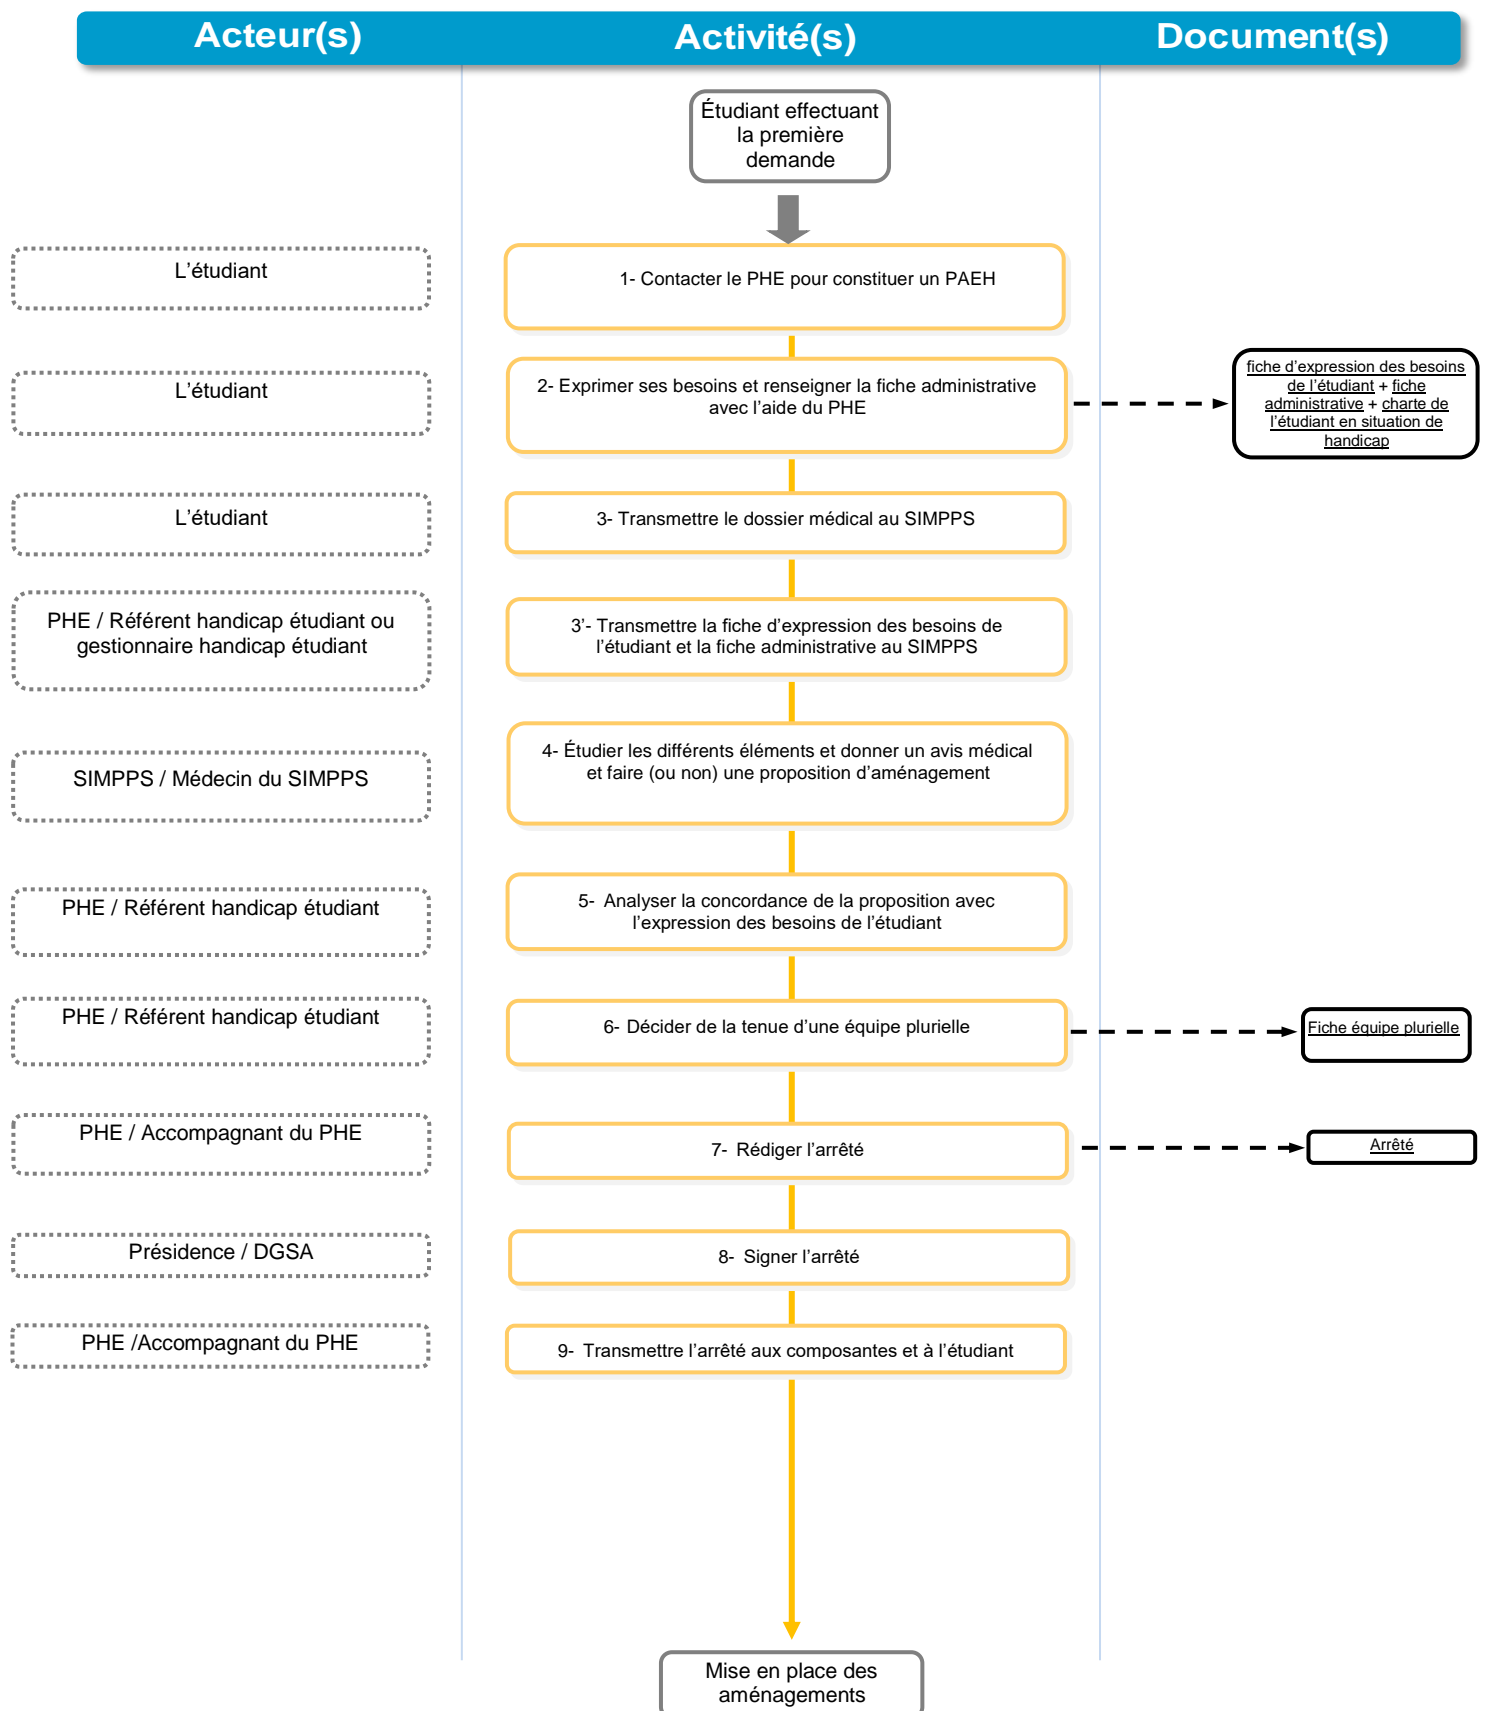 Acteur(s) Activité(s) Document(s)
Étudiant effectuant
la première
demande
L’étudiant
1- Contacter le PHE pour constituer un PAEH
L’étudiant
2- Exprimer ses besoins et renseigner la fiche administrative
avec l’aide du PHE
fiche d’expression des besoins
de l’étudiant + fiche
administrative + charte de
l’étudiant en situation de
handicap
L’étudiant
3- Transmettre le dossier médical au SIMPPS
PHE / Référent handicap étudiant ou
gestionnaire handicap étudiant
3’- Transmettre la fiche d’expression des besoins de
l’étudiant et la fiche administrative au SIMPPS
SIMPPS / Médecin du SIMPPS
4- Étudier les différents éléments et donner un avis médical
et faire (ou non) une proposition d’aménagement
PHE / Référent handicap étudiant
5- Analyser la concordance de la proposition avec
l’expression des besoins de l’étudiant
PHE / Référent handicap étudiant
6- Décider de la tenue d’une équipe plurielle
Fiche équipe plurielle
PHE / Accompagnant du PHE
7- Rédiger l’arrêté
Arrêté
Présidence / DGSA
8- Signer l’arrêté
PHE /Accompagnant du PHE
9- Transmettre l’arrêté aux composantes et à l’étudiant
Mise en place des
aménagements